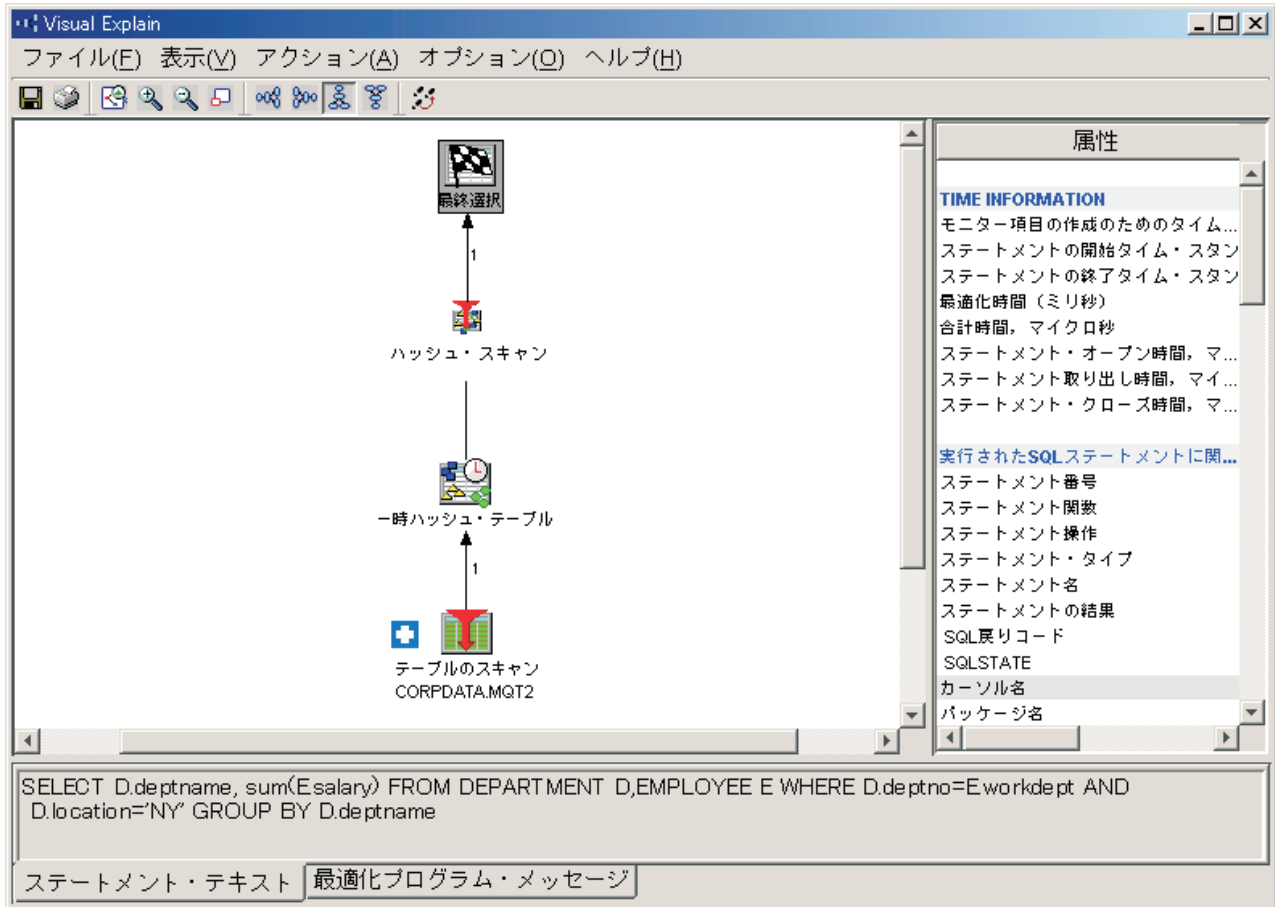 Visual Explain
ファイル(F) 表示(V) アクション(A) オプション(O) ヘルプ(H)
最終選択
1
ハッシュ・スキャン
一時ハッシュ・テーブル
1
テーブルのスキャン
CORPDATA.MQT2
属性
TIME INFORMATION
モニター項目の作成のためのタイム...
ステートメントの開始タイム・スタン
ステートメントの終了タイム・スタン
最適化時間（ミリ秒）
合計時間，マイクロ秒
ステートメント・オープン時間，マ...
ステートメント取り出し時間，マイ...
ステートメント・クローズ時間，マ...
実行されたSQLステートメントに関...
ステートメント番号
ステートメント関数
ステートメント操作
ステートメント・タイプ
ステートメント名
ステートメントの結果
SQL戻りコード
SQLSTATE
カーソル名
パッケージ名
SELECT D.deptname, sum(E.salary) FROM DEPARTMENT D,EMPLOYEE E WHERE D.deptno=E.workdept AND
D.location='NY' GROUP BY D.deptname
ステートメント・テキスト 最適化プログラム・メッセージ